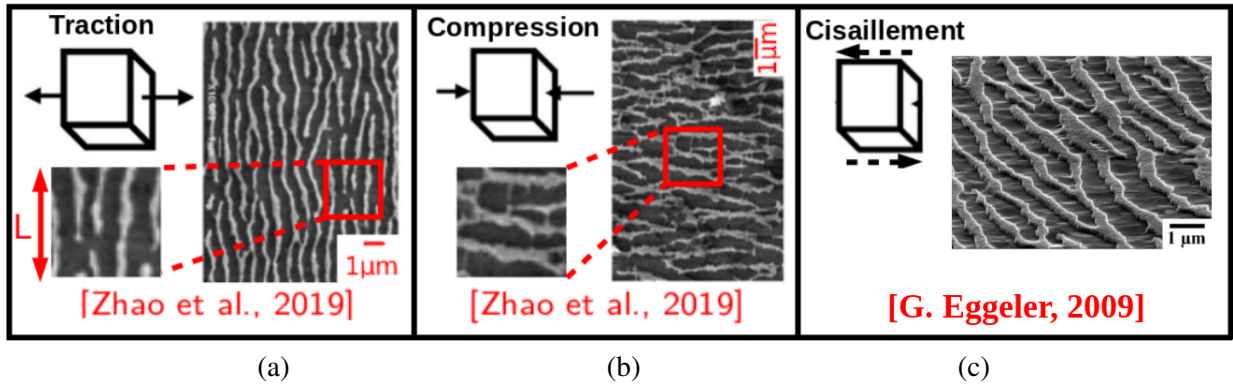 Traction
L
1μm
[Zhao et al., 2019]
Compression
1μm
[Zhao et al., 2019]
Cisaillement
1 μm
[G. Eggeler, 2009]
(a)
(b)
(c)